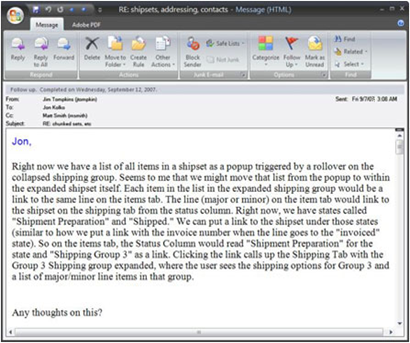 RE: shipsets, addressing, contacts - Message (HTML)
Message
Adobe PDF
Reply
Reply to All
Forward
Delete
Move to Folder
Create Rule
Other Actions
Block Sender
Safe Lists
Not Junk
Categorize
Follow Up
Mark as Unread
Find
Related
Select
Respond
Actions
Junk E-mail
Options
Find
Follow up. Completed on Wednesday, September 12, 2007.
From: Jim Tompkins (jtompkin)
Sent: Fri 9/7/07 3:08 AM
To: Jon Kolko
Cc: Matt Smith
Subject: RE:
Jon,
Right now we have a list of all items in a shipset as a popup triggered by a rollover on the
collapsed shipping group. Seems to me that we might move that list from the popup to within
the expanded shipset itself. Each item in the list in the expanded shipping group would be a
link to the same line on the items tab. The line (major or minor) on the item tab would link to
the shipset on the shipping tab from the status column. Right now, we have states called
"Shipment Preparation" and "Shipped." We can put a link to the shipset under those states
(similar to how we put a link with the invoice number when the line goes to the "invoiced"
state). So on the items tab, the Status Column would read "Shipment Preparation" for the
state and "Shipping Group 3" as a link. Clicking the link calls up the Shipping Tab with the
Group 3 Shipping group expanded, where the user sees the shipping options for Group 3 and
a list of major/minor line items in that group.
Any thoughts on this?